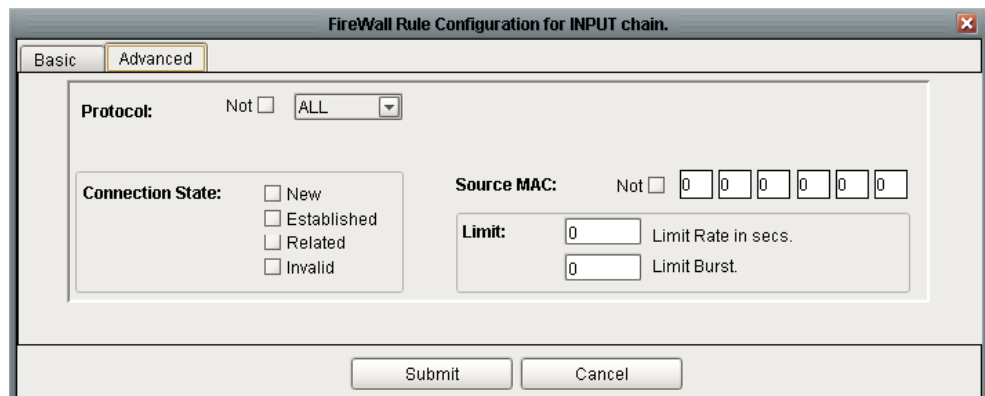 FireWall Rule Configuration for INPUT chain.
Basic
Advanced
Protocol:
Not
ALL
Connection State:
New
Established
Related
Invalid
Source MAC:
Not
0 0 0 0 0 0
Limit:
0 Limit Rate in secs.
0 Limit Burst.
Submit
Cancel